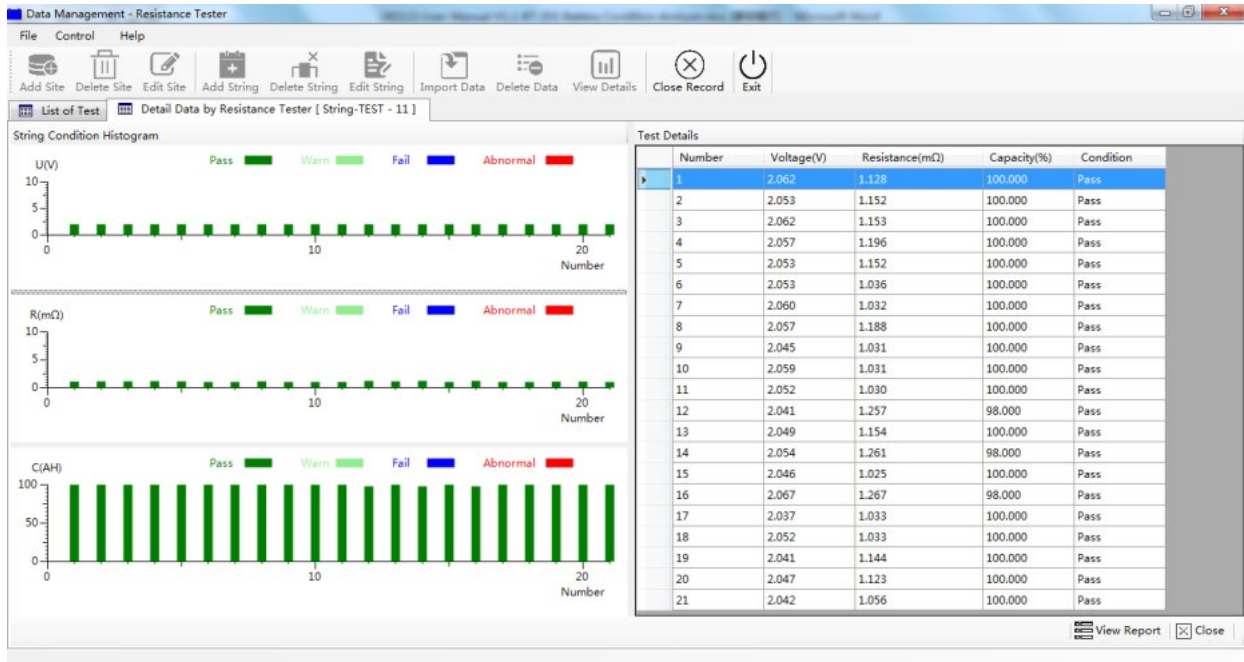 Data Management - Resistance Tester
File Control Help
Add Site Delete Site Edit Site Add String Delete String Edit String Import Data Delete Data View Details Close Record Exit
List of Test Detail Data by Resistance Tester [ String-TEST - 11 ]
String Condition Histogram
U(V) Pass Warn Fail Abnormal
10
5
0
0 10 20
Number
R(mΩ) Pass Warn Fail Abnormal
10
5
0
0 10 20
Number
C(AH) Pass Warn Fail Abnormal
100
50
0
0 10 20
Number
Test Details
Number Voltage(V) Resistance(mΩ) Capacity(%) Condition
1 2.062 1.128 100.000 Pass
2 2.053 1.152 100.000 Pass
3 2.062 1.153 100.000 Pass
4 2.057 1.196 100.000 Pass
5 2.053 1.152 100.000 Pass
6 2.053 1.036 100.000 Pass
7 2.060 1.032 100.000 Pass
8 2.057 1.188 100.000 Pass
9 2.045 1.031 100.000 Pass
10 2.059 1.031 100.000 Pass
11 2.052 1.030 100.000 Pass
12 2.041 1.257 98.000 Pass
13 2.049 1.154 100.000 Pass
14 2.054 1.261 98.000 Pass
15 2.046 1.025 100.000 Pass
16 2.067 1.267 98.000 Pass
17 2.037 1.033 100.000 Pass
18 2.052 1.033 100.000 Pass
19 2.041 1.144 100.000 Pass
20 2.047 1.123 100.000 Pass
21 2.042 1.056 100.000 Pass
View Report Close